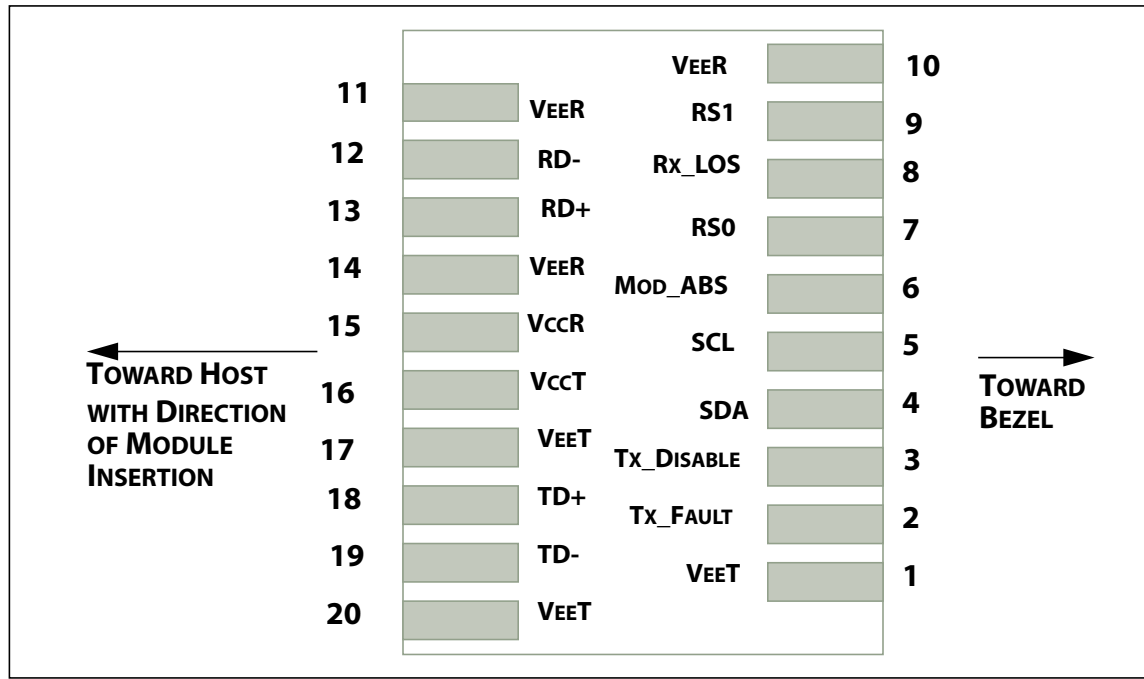 11 VEER
12 RD-
13 RD+
14 VEER
15 VCCR
16 VCCT
17 VEET
18 TD+
19 TD-
20 VEET
VEER 10
RS1 9
RX_LOS 8
RS0 7
MOD_ABS 6
SCL 5
SDA 4
TX_DISABLE 3
TX_FAULT 2
VEET 1
TOWARD HOST
WITH DIRECTION
OF MODULE
INSERTION
TOWARD
BEZEL